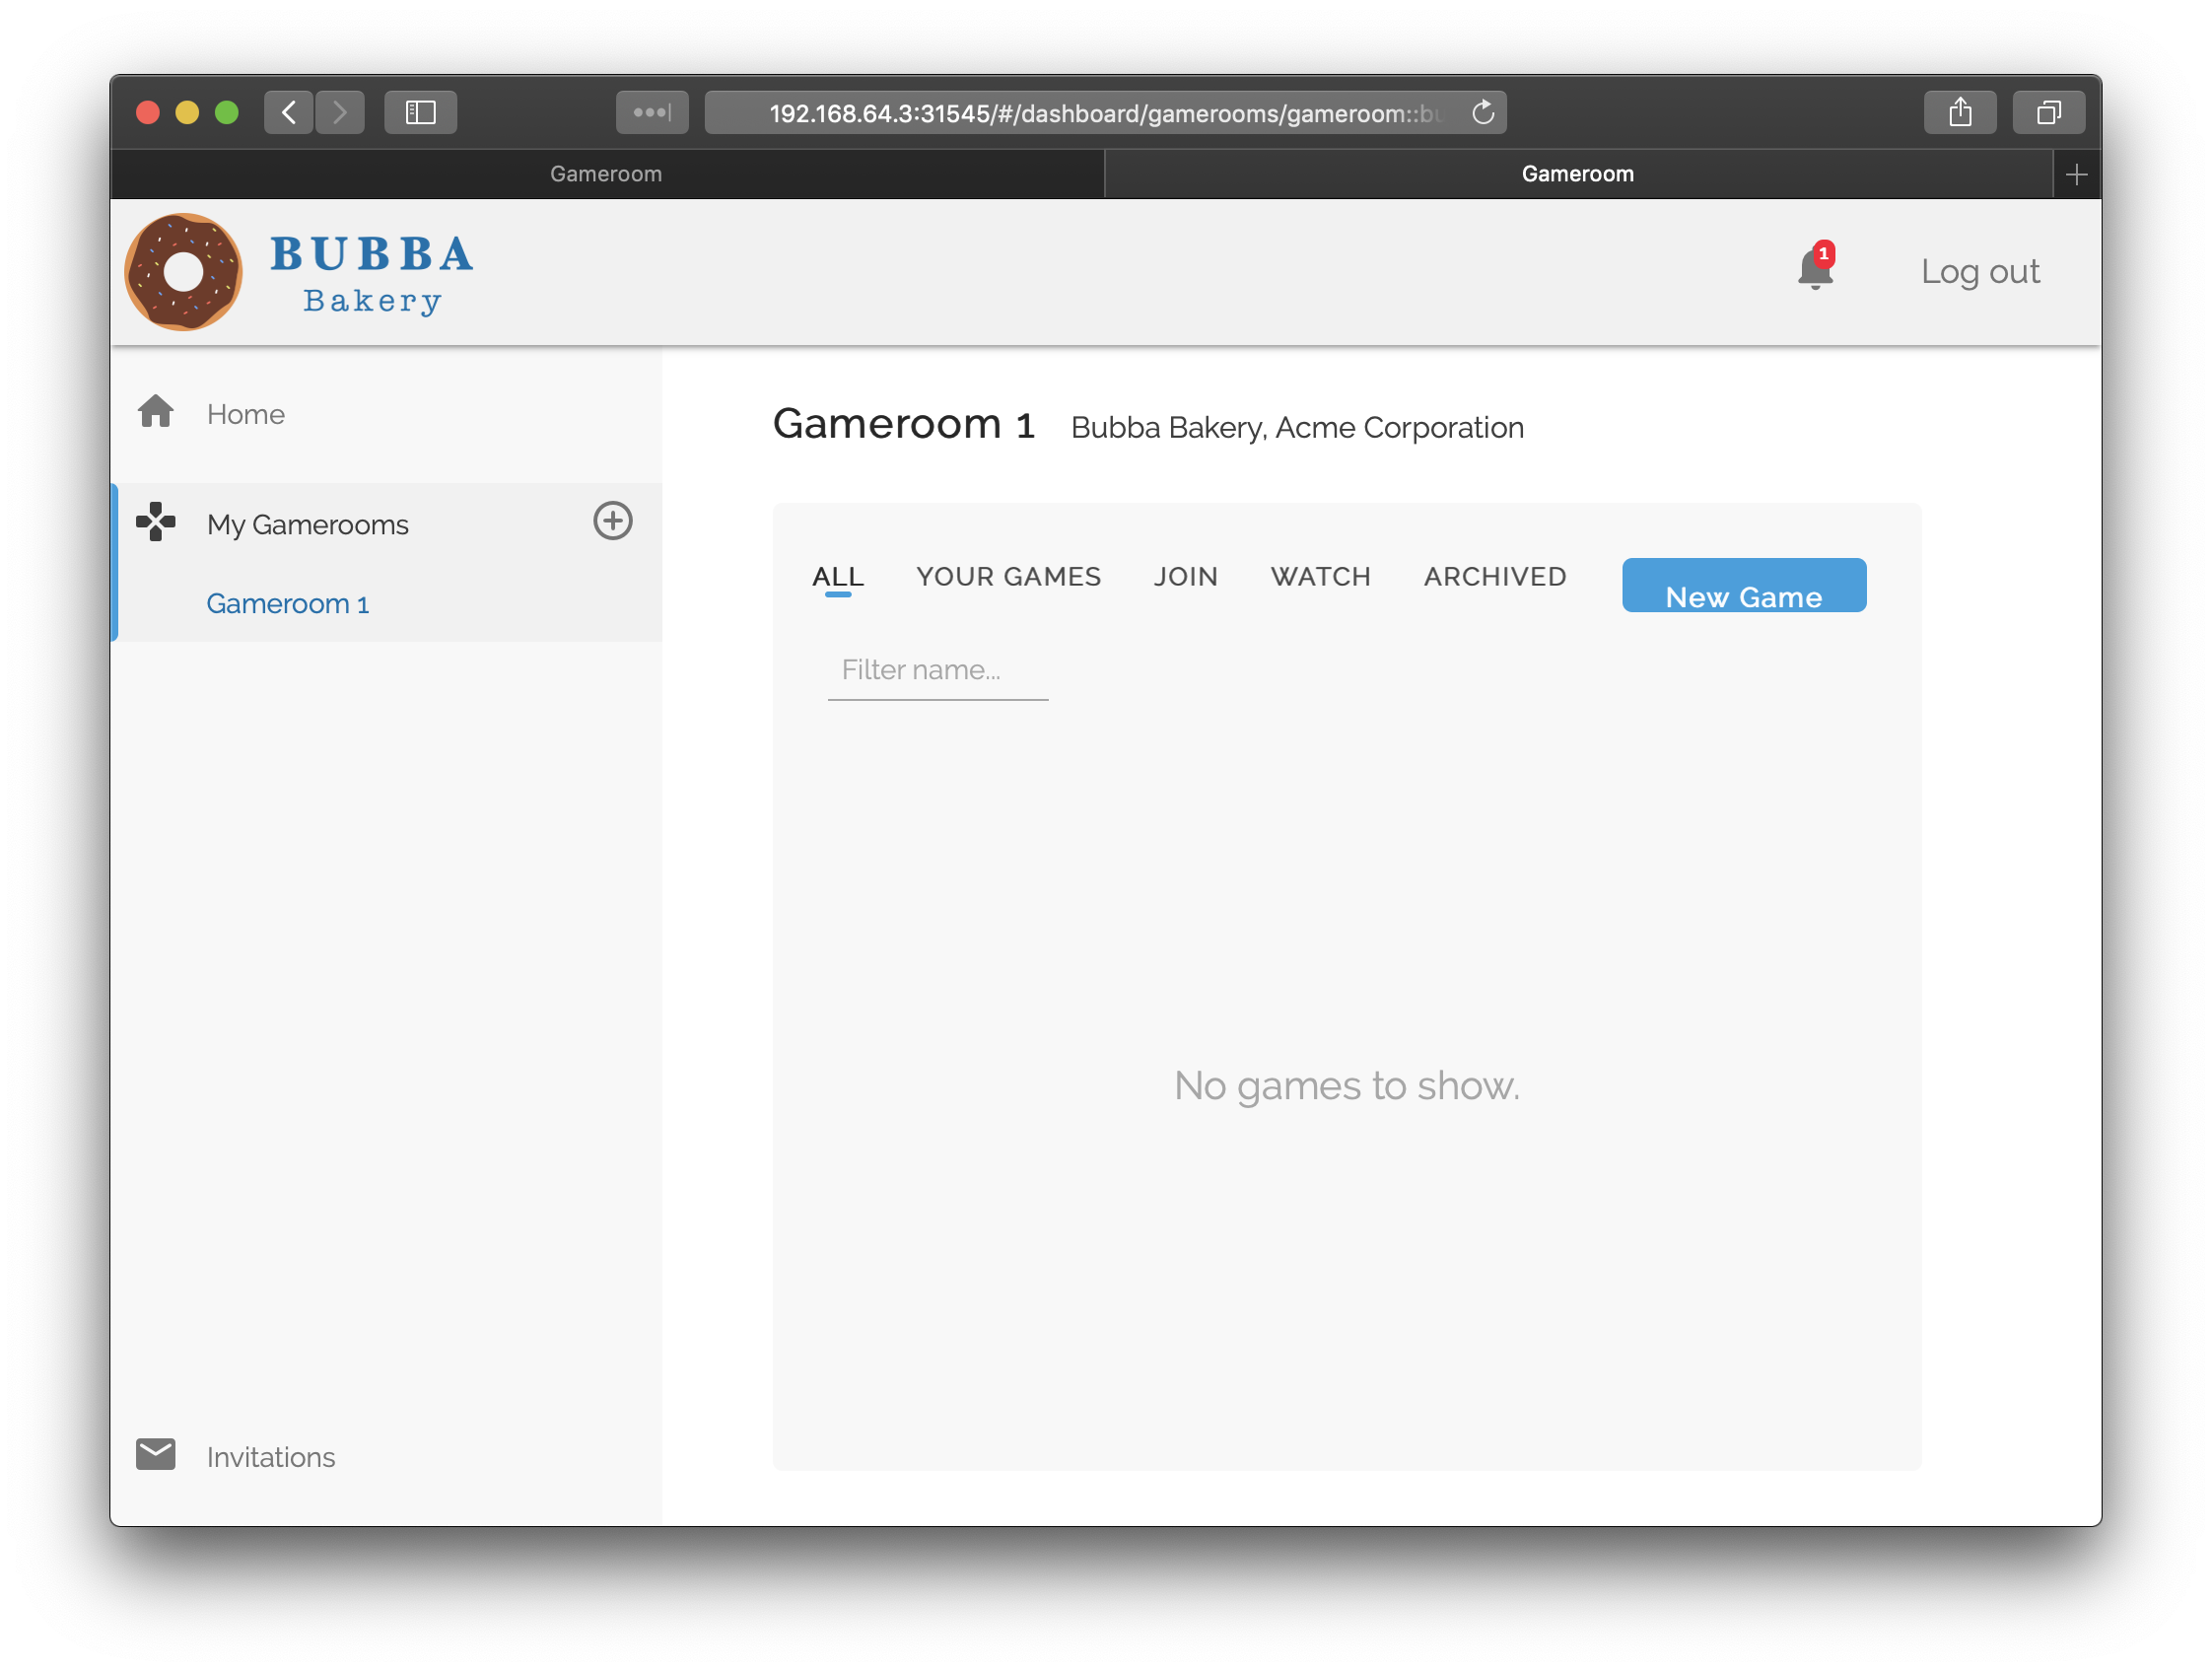 192.168.64.3:31545/#/dashboard/gamerooms/gameroom::bu
Gameroom
Gameroom
BUBBA
Bakery
1
Log out
Home
My Gamerooms
Gameroom 1
Invitations
Gameroom 1 Bubba Bakery, Acme Corporation
ALL YOUR GAMES JOIN WATCH ARCHIVED New Game
Filter name...
No games to show.